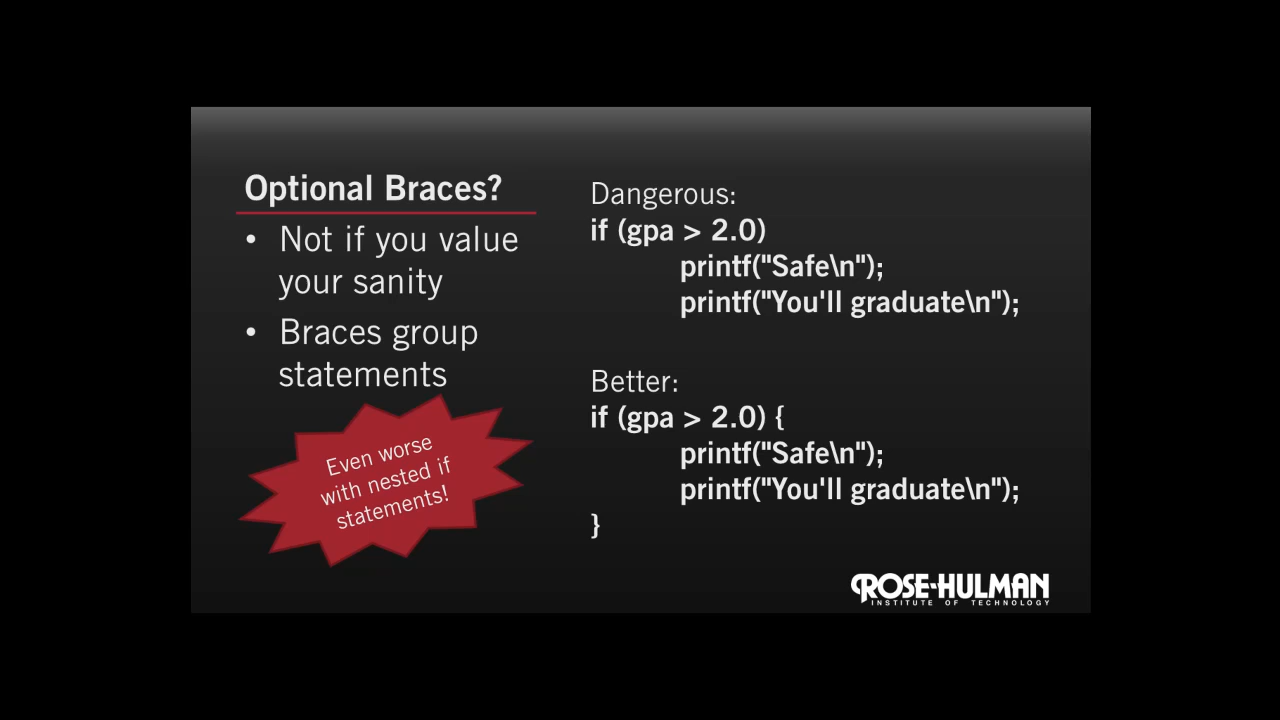 Optional Braces?
• Not if you value
your sanity
• Braces group
statements
Even worse
with nested if
statements!
Dangerous:
if (gpa > 2.0)
printf("Safe\n");
printf("You'll graduate\n");
Better:
if (gpa > 2.0) {
printf("Safe\n");
printf("You'll graduate\n");
}
ROSE-HULMAN
INSTITUTE OF TECHNOLOGY